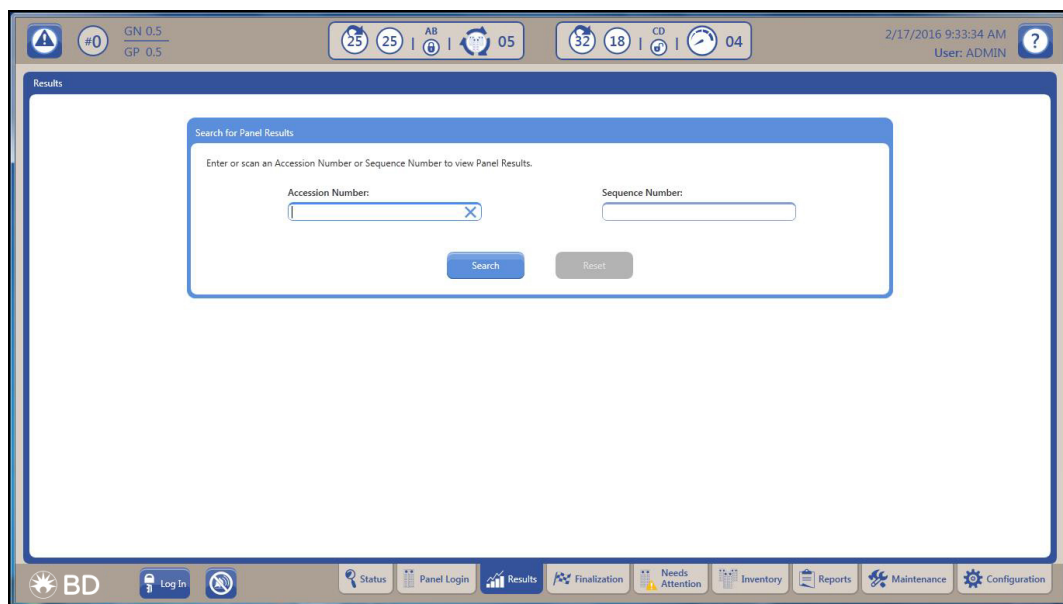 #0
GN 0.5
GP 0.5
25 25 | AB | 05
32 18 | CD | 04
2/17/2016 9:33:34 AM
User: ADMIN
?
Results
Search for Panel Results
Enter or scan an Accession Number or Sequence Number to view Panel Results.
Accession Number:
Sequence Number:
Search
Reset
BD
Log In
Status
Panel Login
Results
Finalization
Needs
Attention
Inventory
Reports
Maintenance
Configuration